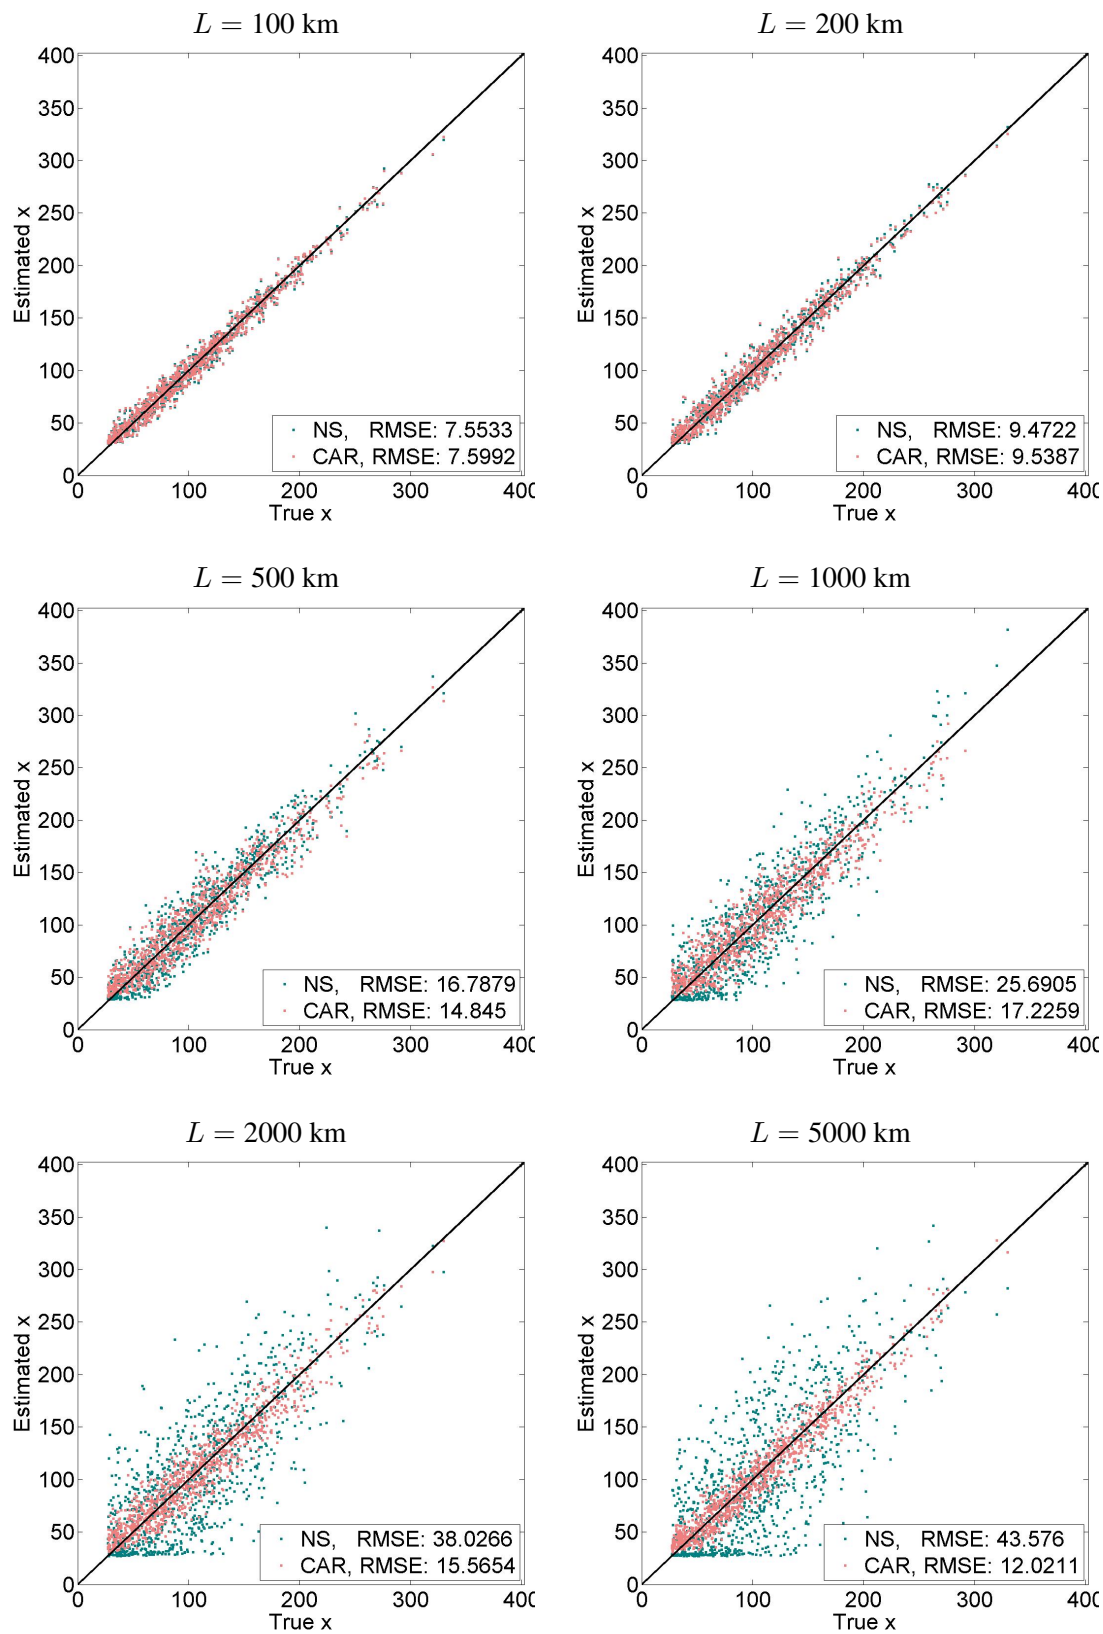 L = 100 km
400
350
300
250
200
150
100
50
0
Estimated x
NS, RMSE: 7.5533
CAR, RMSE: 7.5992
0 100 200 300 400
True x
L = 200 km
400
350
300
250
200
150
100
50
0
Estimated x
NS, RMSE: 9.4722
CAR, RMSE: 9.5387
0 100 200 300 400
True x
L = 500 km
400
350
300
250
200
150
100
50
0
Estimated x
NS, RMSE: 16.7879
CAR, RMSE: 14.845
0 100 200 300 400
True x
L = 1000 km
400
350
300
250
200
150
100
50
0
Estimated x
NS, RMSE: 25.6905
CAR, RMSE: 17.2259
0 100 200 300 400
True x
L = 2000 km
400
350
300
250
200
150
100
50
0
Estimated x
NS, RMSE: 38.0266
CAR, RMSE: 15.5654
0 100 200 300 400
True x
L = 5000 km
400
350
300
250
200
150
100
50
0
Estimated x
NS, RMSE: 43.576
CAR, RMSE: 12.0211
0 100 200 300 400
True x